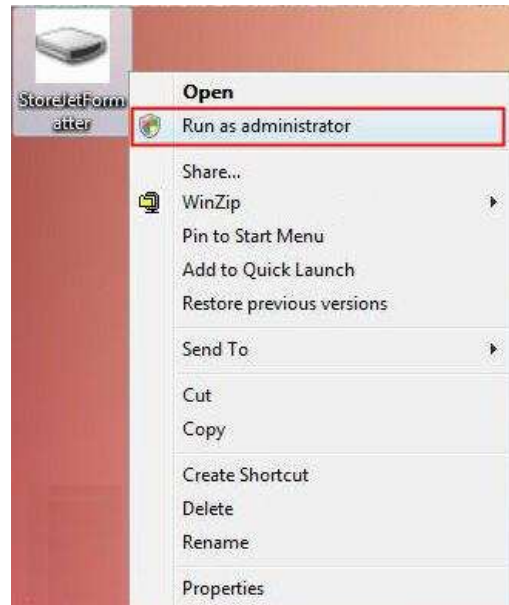 StoreJetForm
atter
Open
Run as administrator
Share...
WinZip
Pin to Start Menu
Add to Quick Launch
Restore previous versions
Send To
Cut
Copy
Create Shortcut
Delete
Rename
Properties